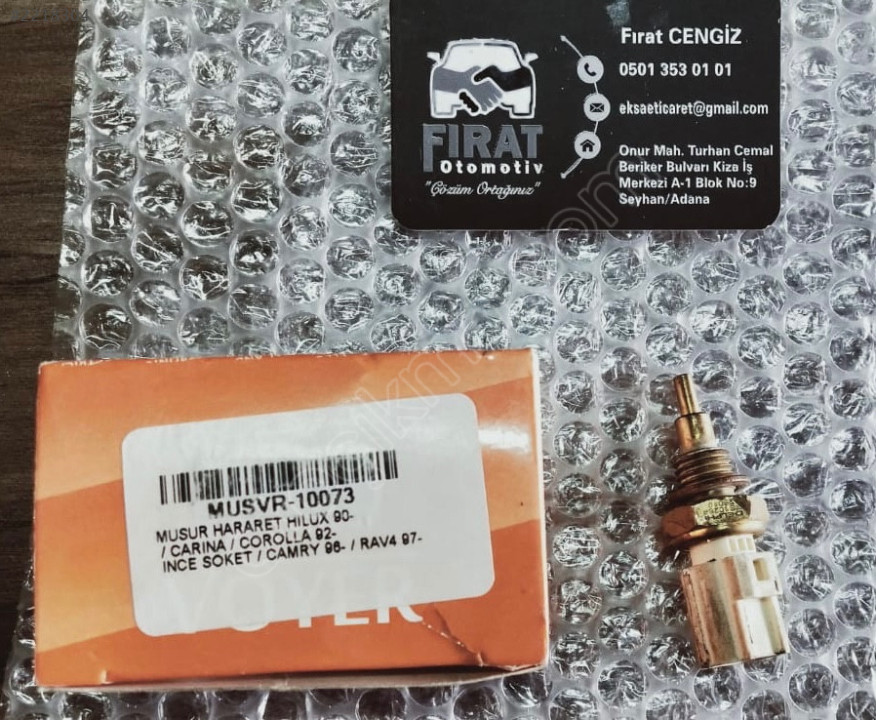 Fırat CENGİZ
0501 353 01 01
eksaeticaret@gmail.com
Onur Mah. Turhan Cemal
Beriker Bulvarı Kiza İş
Merkezi A-1 Blok No:9
Seyhan/Adana
FIRAT
Otomotiv
"Çözüm Ortağınız"
MUSVR-10073
MUSUR HARARET HILUX 90-
/ CARINA / COROLLA 92-
INCE SOKET / CAMRY 96- / RAV4 97-
VOYER